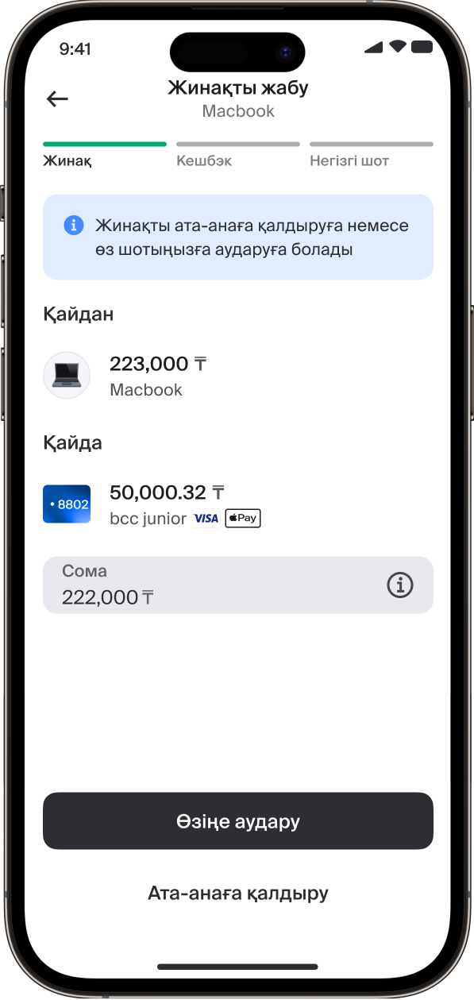 9:41
Жинақты жабу
Macbook
Жинақ
Кешбэк
Негізгі шот
Жинақты ата-анаға қалдыруға немесе
өз шотыңызға аударуға болады
Қайдан
223,000 ₸
Macbook
Қайда
• 8802
50,000.32 ₸
bcc junior VISA Pay
Сома
222,000 ₸
Өзіңе аудару
Ата-анаға қалдыру